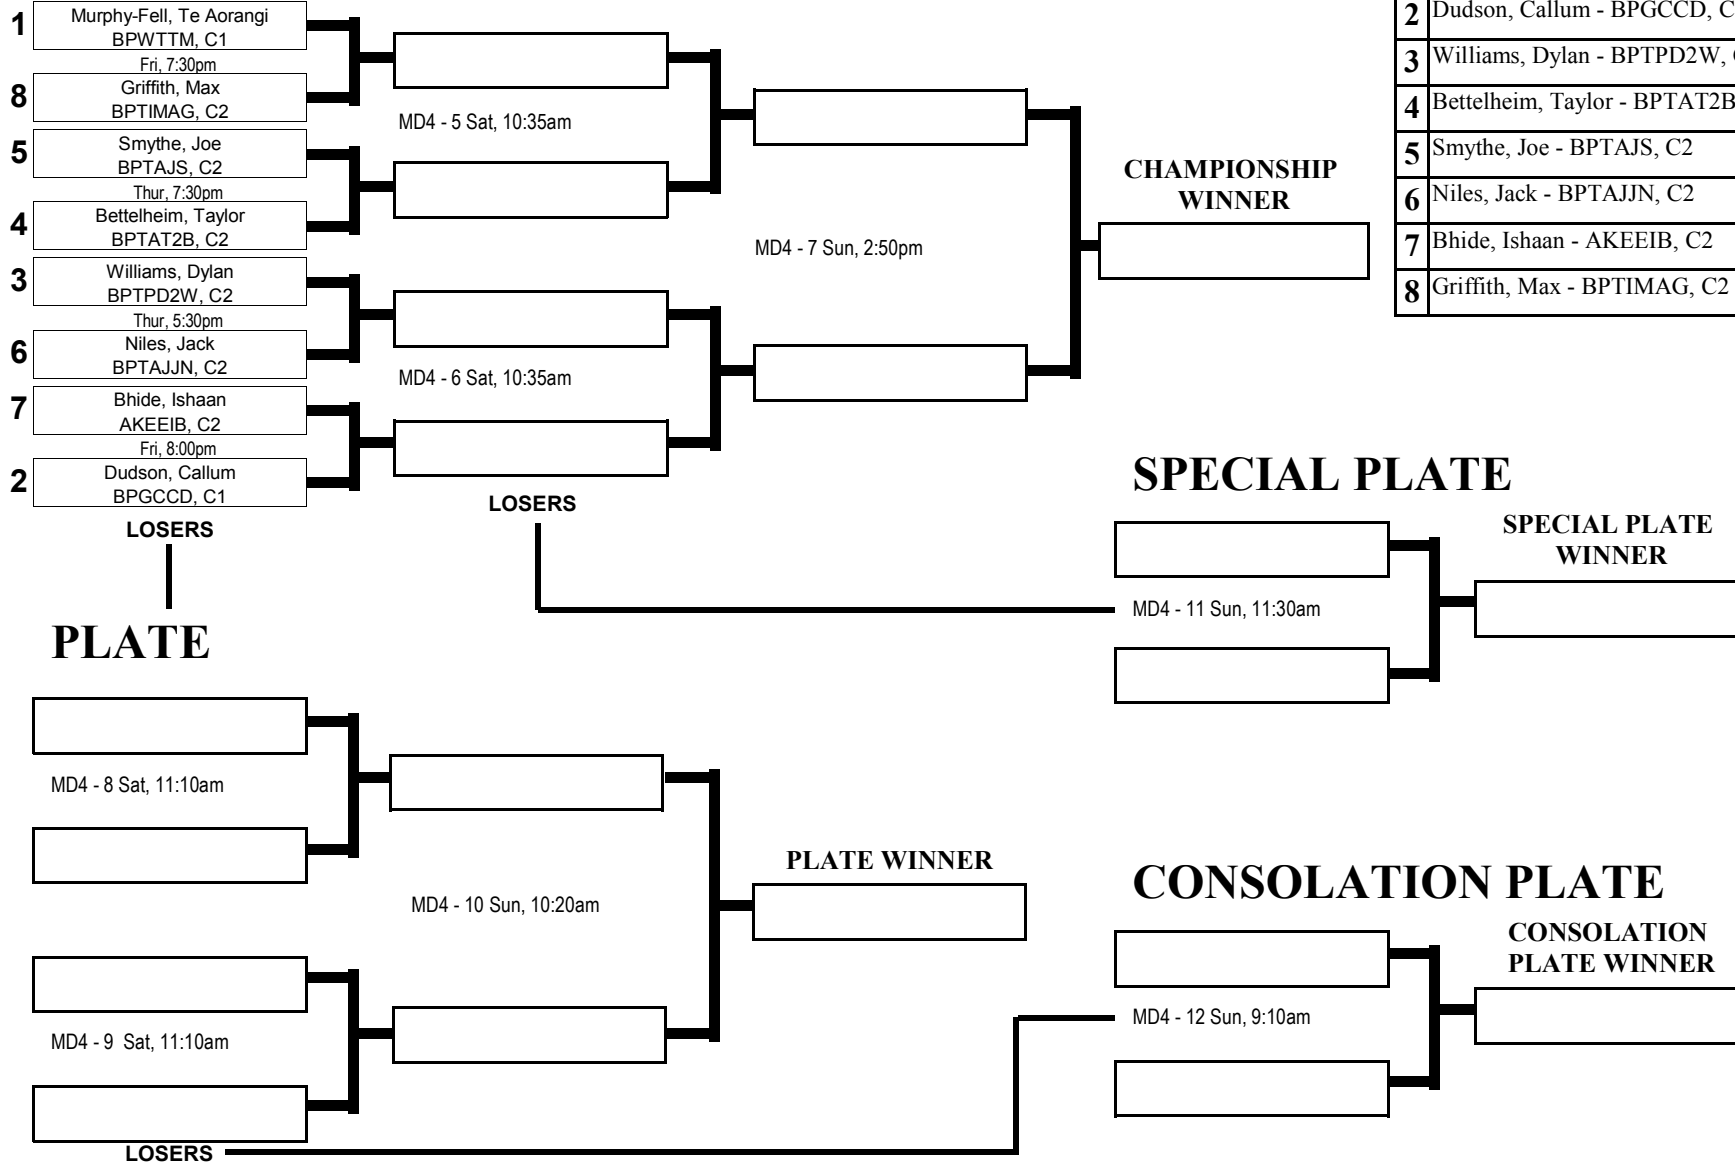 1
Murphy-Fell, Te Aorangi
BPWTTM, C1
Fri, 7:30pm
8
Griffith, Max
BPTIMAG, C2
5
Smythe, Joe
BPTAJS, C2
Thur, 7:30pm
4
Bettelheim, Taylor
BPTAT2B, C2
3
Williams, Dylan
BPTPD2W, C2
Thur, 5:30pm
6
Niles, Jack
BPTAJJN, C2
7
Bhide, Ishaan
AKEEIB, C2
Fri, 8:00pm
2
Dudson, Callum
BPGCCD, C1
LOSERS
MD4 - 5 Sat, 10:35am
MD4 - 6 Sat, 10:35am
LOSERS
MD4 - 7 Sun, 2:50pm
CHAMPIONSHIP
WINNER
2 Dudson, Callum - BPGCCD, C
3 Williams, Dylan - BPTPD2W,
4 Bettelheim, Taylor - BPTAT2B
5 Smythe, Joe - BPTAJS, C2
6 Niles, Jack - BPTAJJN, C2
7 Bhide, Ishaan - AKEEIB, C2
8 Griffith, Max - BPTIMAG, C2
SPECIAL PLATE
SPECIAL PLATE
WINNER
MD4 - 11 Sun, 11:30am
PLATE
MD4 - 8 Sat, 11:10am
MD4 - 10 Sun, 10:20am
PLATE WINNER
MD4 - 9  Sat, 11:10am
LOSERS
CONSOLATION PLATE
CONSOLATION
PLATE WINNER
MD4 - 12 Sun, 9:10am